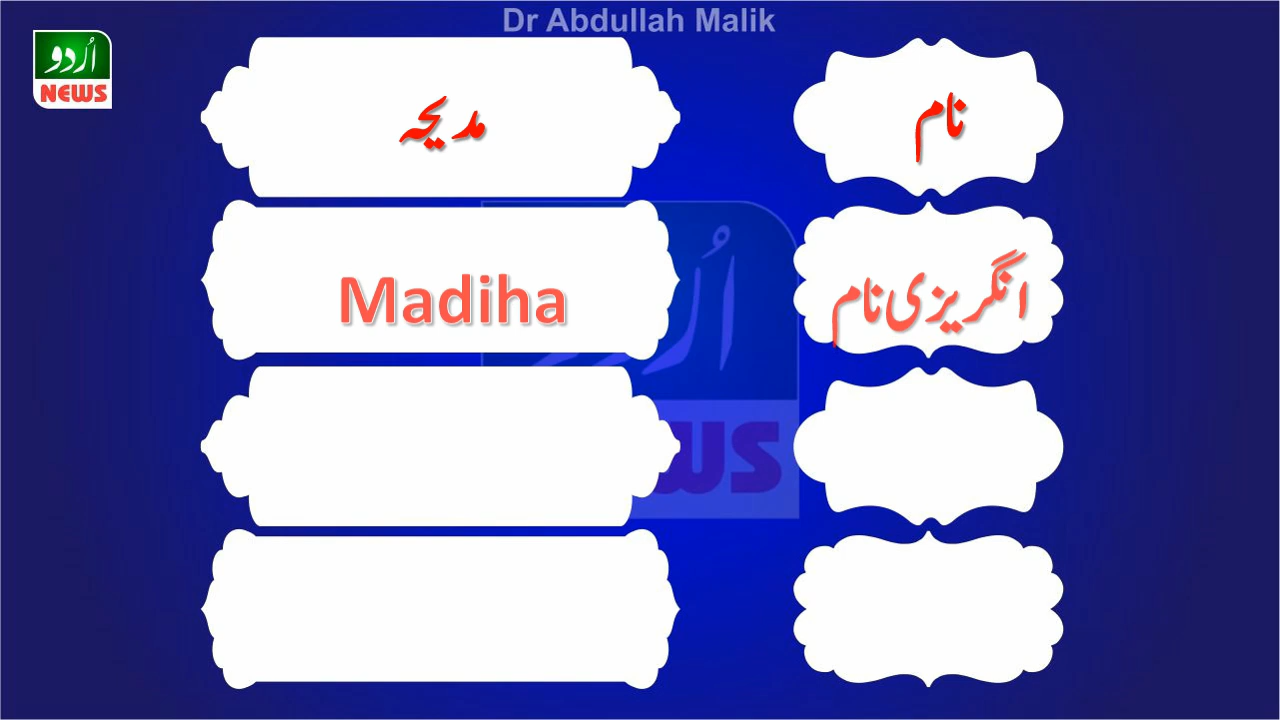 Dr Abdullah Malik
اُردو
NEWS
نام
مدیحہ
انگریزی نام
Madiha